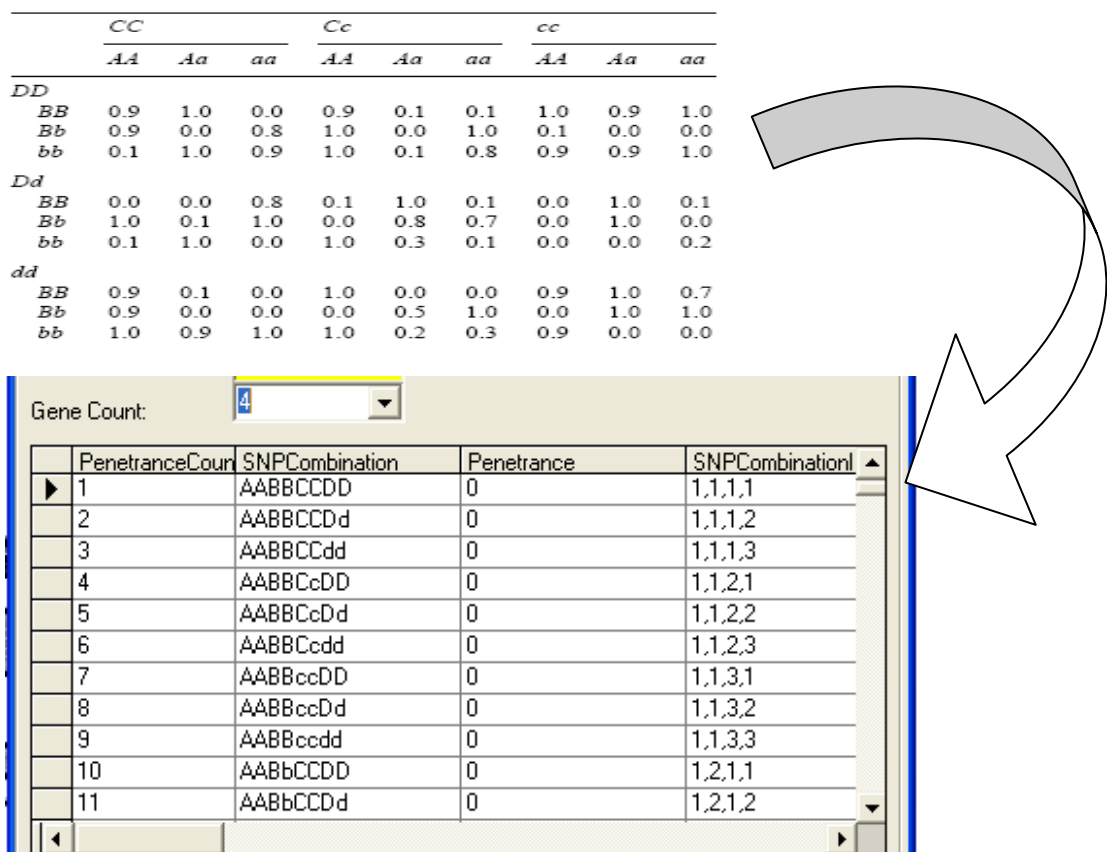 CC Cc cc
AA Aa aa AA Aa aa AA Aa aa
DD
BB 0.9 1.0 0.0 0.9 0.1 0.1 1.0 0.9 1.0
Bb 0.9 0.0 0.8 1.0 0.0 1.0 0.1 0.0 0.0
bb 0.1 1.0 0.9 1.0 0.1 0.8 0.9 0.9 1.0
Dd
BB 0.0 0.0 0.8 0.1 1.0 0.1 0.0 1.0 0.1
Bb 1.0 0.1 1.0 0.0 0.8 0.7 0.0 1.0 0.0
bb 0.1 1.0 0.0 1.0 0.3 0.1 0.0 0.0 0.2
dd
BB 0.9 0.1 0.0 1.0 0.0 0.0 0.9 1.0 0.7
Bb 0.9 0.0 0.0 0.0 0.5 1.0 0.0 1.0 1.0
bb 1.0 0.9 1.0 1.0 0.2 0.3 0.9 0.0 0.0
Gene Count: 4
PenetranceCoun SNPCombination Penetrance SNPCombinationI
1 AABBCCDD 0 1,1,1,1
2 AABBCCDd 0 1,1,1,2
3 AABBCCdd 0 1,1,1,3
4 AABBCcDD 0 1,1,2,1
5 AABBCcDd 0 1,1,2,2
6 AABBCcdd 0 1,1,2,3
7 AABBccDD 0 1,1,3,1
8 AABBccDd 0 1,1,3,2
9 AABBccdd 0 1,1,3,3
10 AABbCCDD 0 1,2,1,1
11 AABbCCDd 0 1,2,1,2